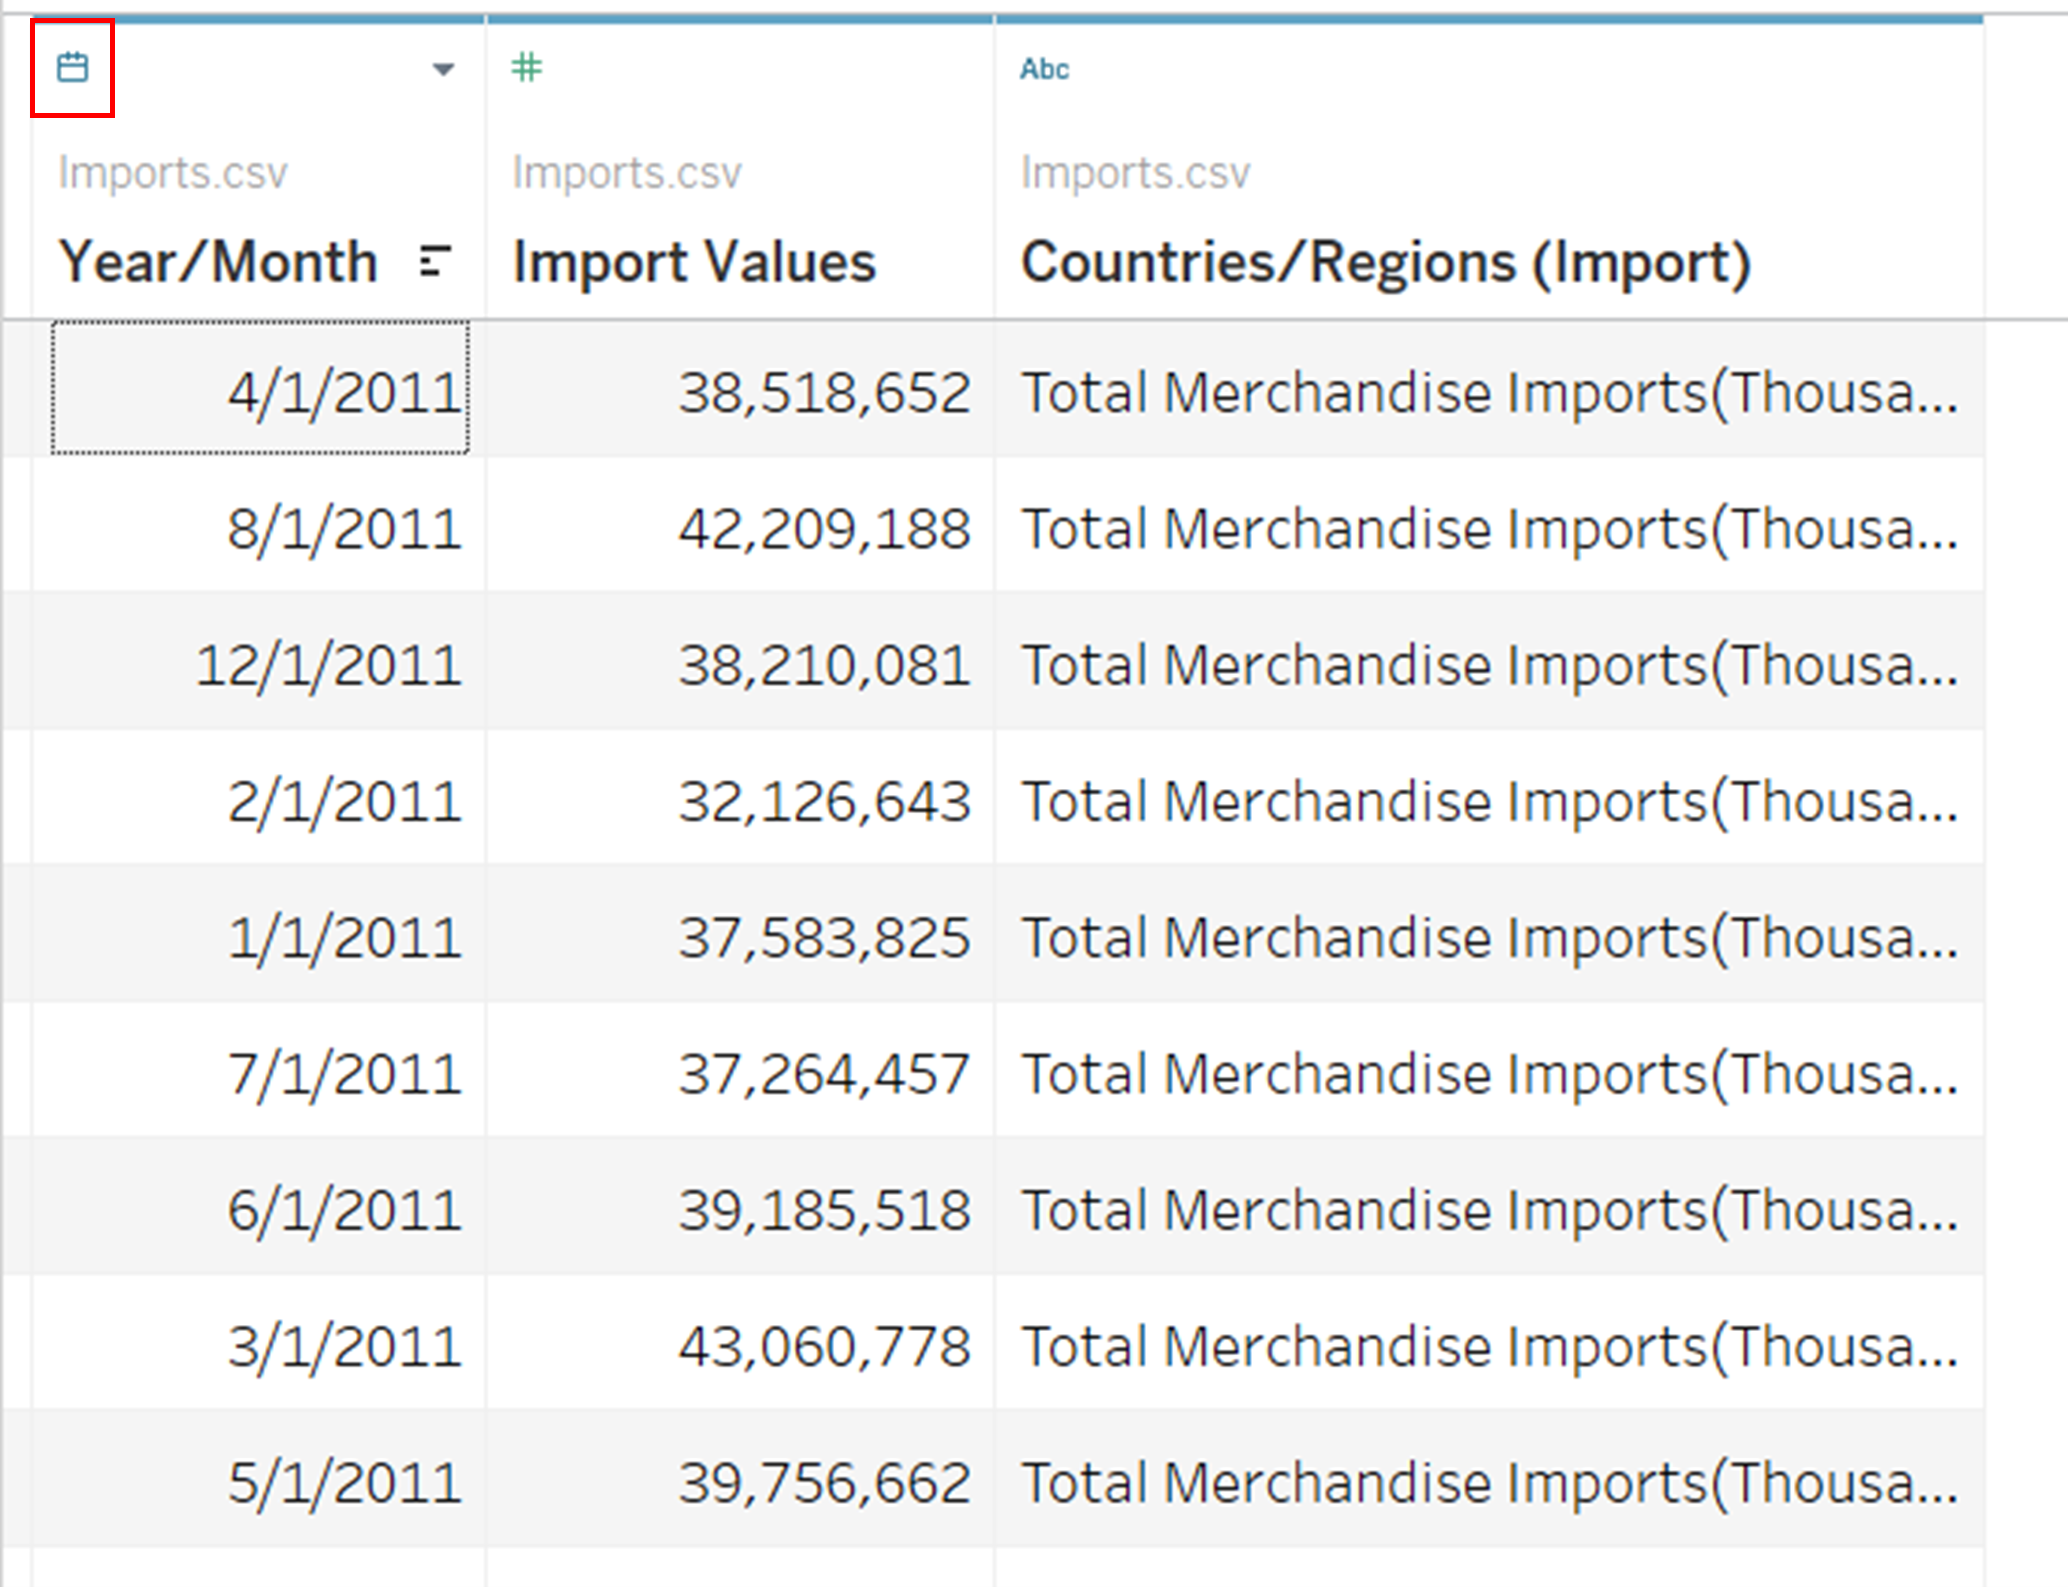 # Abc
Imports.csv Imports.csv Imports.csv
Year/Month Import Values Countries/Regions (Import)
4/1/2011 38,518,652 Total Merchandise Imports(Thousa...
8/1/2011 42,209,188 Total Merchandise Imports(Thousa...
12/1/2011 38,210,081 Total Merchandise Imports(Thousa...
2/1/2011 32,126,643 Total Merchandise Imports(Thousa...
1/1/2011 37,583,825 Total Merchandise Imports(Thousa...
7/1/2011 37,264,457 Total Merchandise Imports(Thousa...
6/1/2011 39,185,518 Total Merchandise Imports(Thousa...
3/1/2011 43,060,778 Total Merchandise Imports(Thousa...
5/1/2011 39,756,662 Total Merchandise Imports(Thousa...